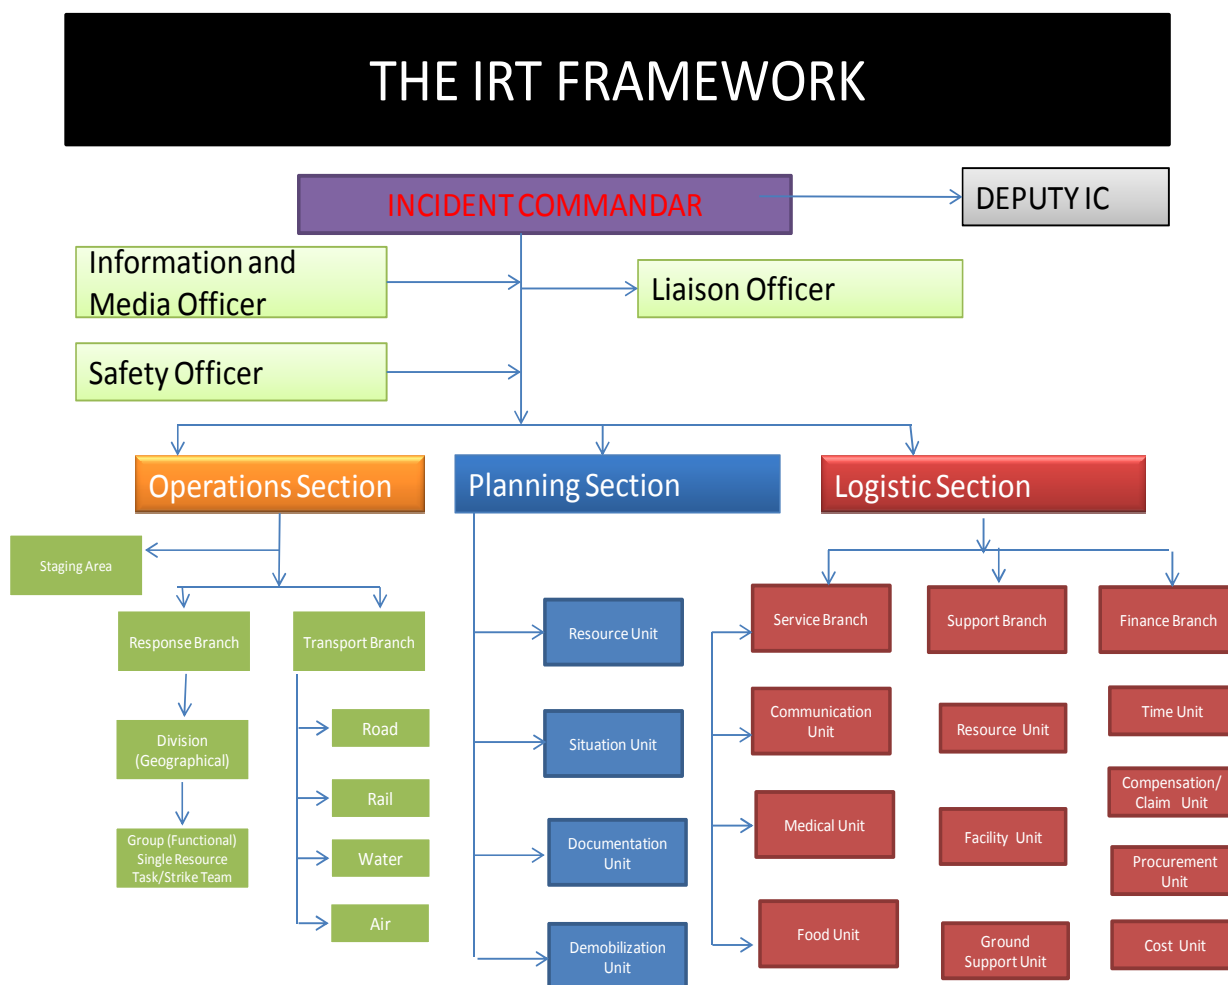 THE IRT FRAMEWORK
INCIDENT COMMANDAR
DEPUTY IC
Information and
Media Officer
Liaison Officer
Safety Officer
Operations Section
Planning Section
Logistic Section
Staging Area
Response Branch
Transport Branch
Division
(Geographical)
Group (Functional)
Single Resource
Task/Strike Team
Road
Rail
Water
Air
Resource Unit
Situation Unit
Documentation
Unit
Demobilization
Unit
Service Branch
Communication
Unit
Medical Unit
Food Unit
Support Branch
Resource Unit
Facility Unit
Ground
Support Unit
Finance Branch
Time Unit
Compensation/
Claim Unit
Procurement
Unit
Cost Unit